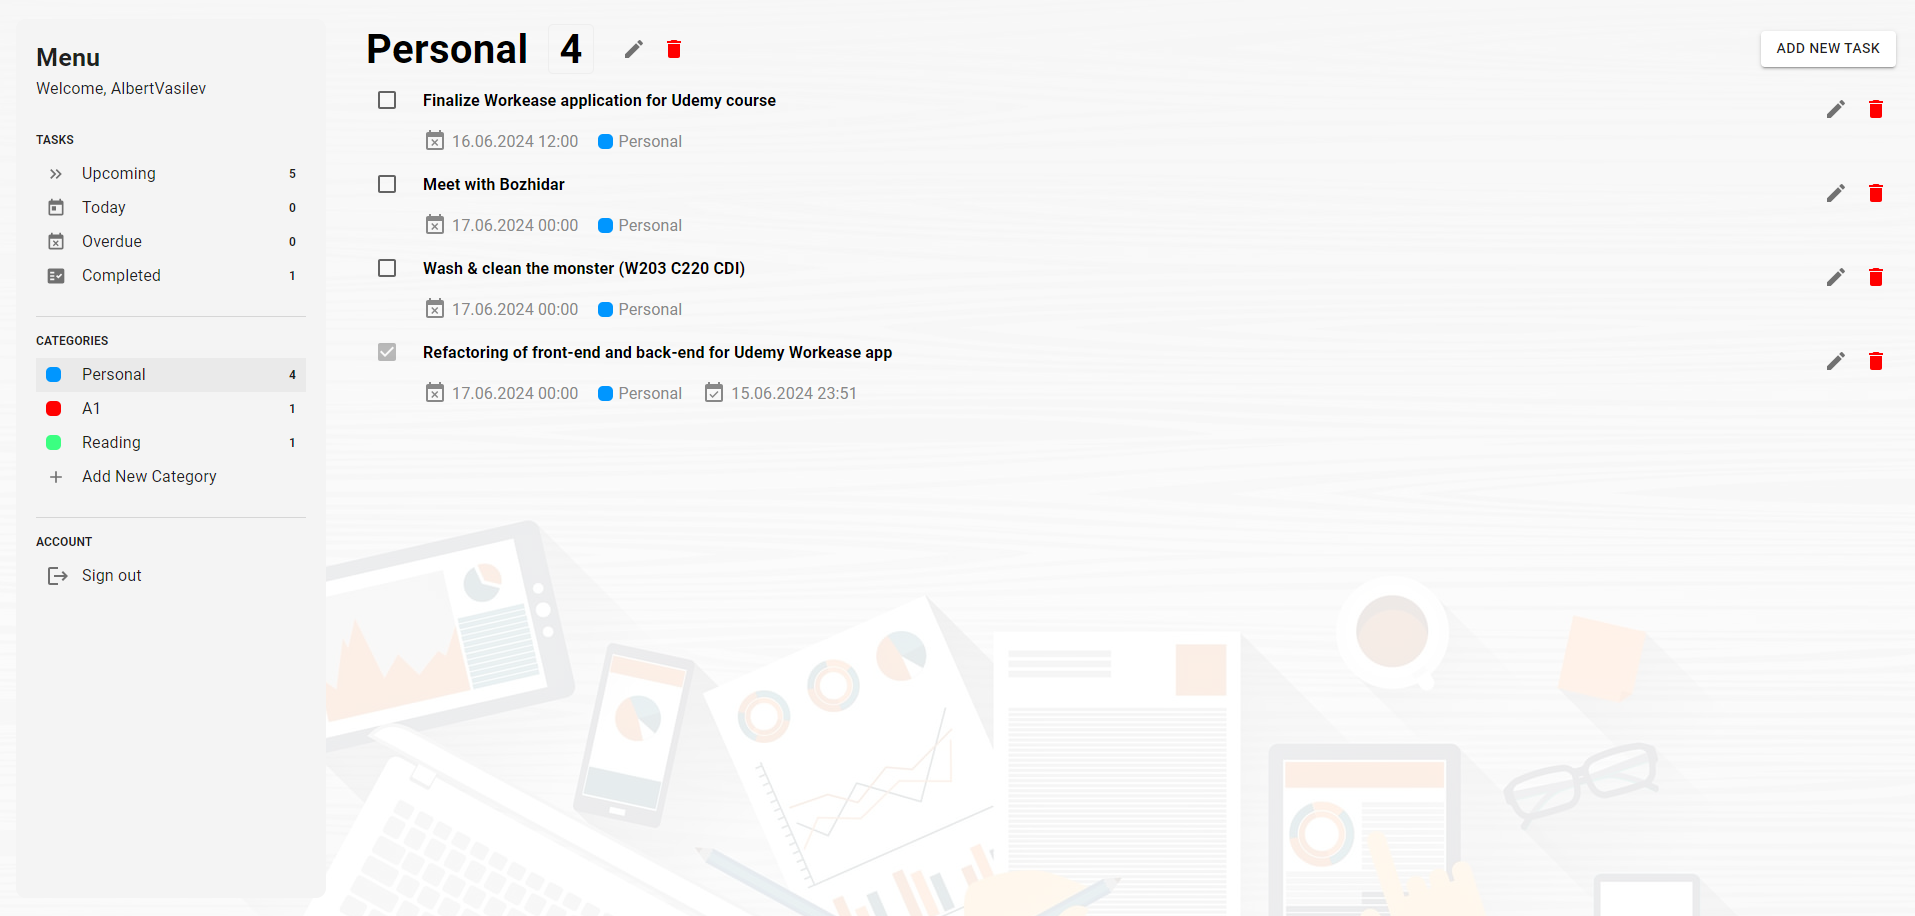 Menu
Welcome, AlbertVasilev
TASKS
Upcoming 5
Today 0
Overdue 0
Completed 1
CATEGORIES
Personal 4
A1 1
Reading 1
Add New Category
ACCOUNT
Sign out
Personal 4
ADD NEW TASK
Finalize Workease application for Udemy course
16.06.2024 12:00 Personal
Meet with Bozhidar
17.06.2024 00:00 Personal
Wash & clean the monster (W203 C220 CDI)
17.06.2024 00:00 Personal
Refactoring of front-end and back-end for Udemy Workease app
17.06.2024 00:00 Personal 15.06.2024 23:51